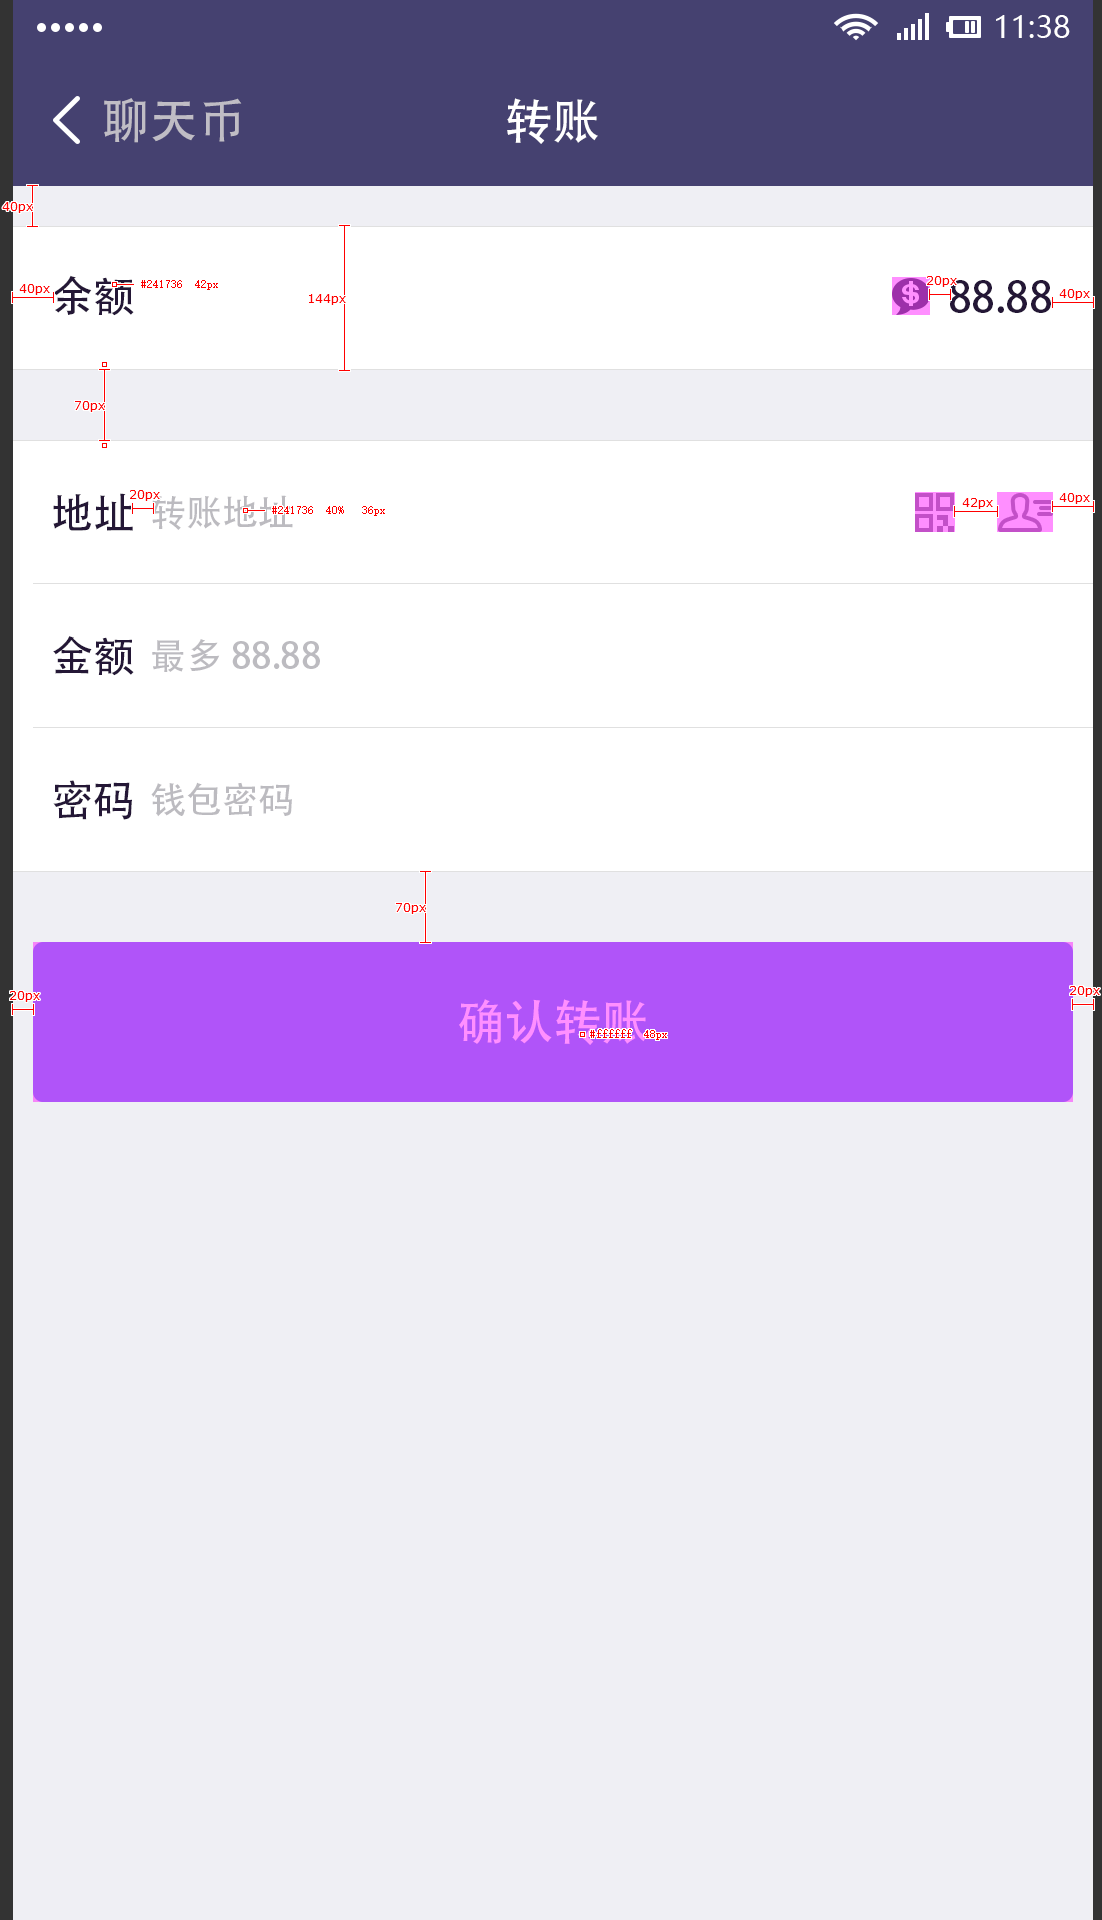 11:38
聊天币 转账
40px
40px 余额 #241736 42px 144px 20px 88.88 40px
70px
地址 20px 转账地址 #241736 40% 36px 42px 40px
金额 最多 88.88
密码 钱包密码
70px
20px 20px
确认转账
#ffffff 48px